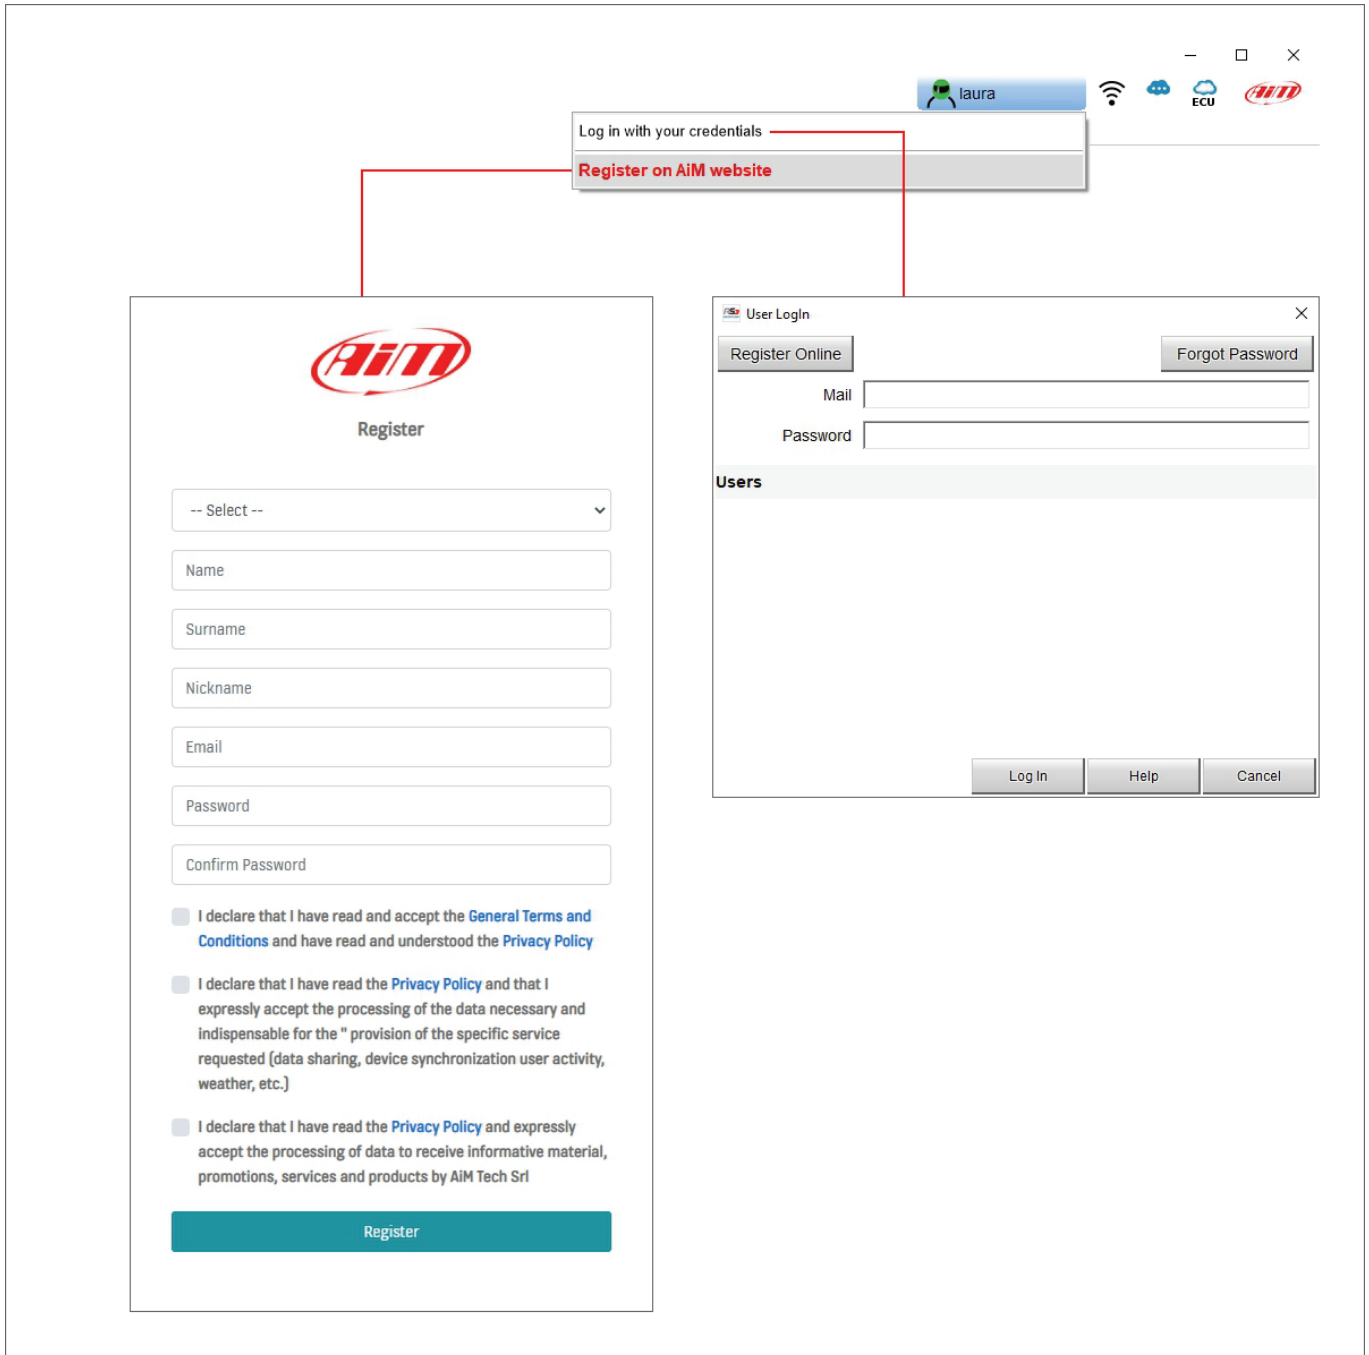 laura
ECU
AiM
Log in with your credentials
Register on AiM website
AiM
Register
-- Select --
Name
Surname
Nickname
Email
Password
Confirm Password
I declare that I have read and accept the General Terms and
Conditions and have read and understood the Privacy Policy
I declare that I have read the Privacy Policy and that I
expressly accept the processing of the data necessary and
indispensable for the " provision of the specific service
requested (data sharing, device synchronization user activity,
weather, etc.)
I declare that I have read the Privacy Policy and expressly
accept the processing of data to receive informative material,
promotions, services and products by AiM Tech Srl
Register
User LogIn
Register Online
Forgot Password
Mail
Password
Users
Log In
Help
Cancel